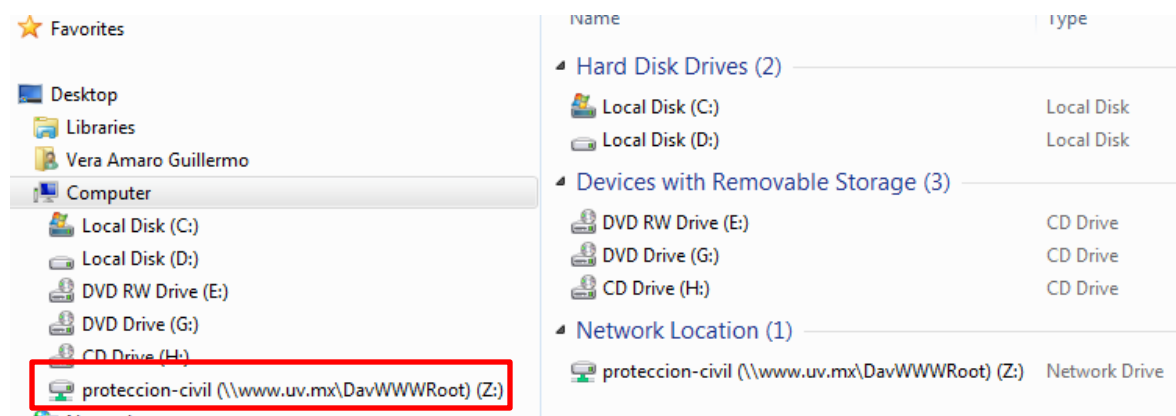 Favorites
Desktop
Libraries
Vera Amaro Guillermo
Computer
Local Disk (C:)
Local Disk (D:)
DVD RW Drive (E:)
DVD Drive (G:)
CD Drive (H:)
proteccion-civil (\\www.uv.mx\DavWWWRoot) (Z:)
Name Type
Hard Disk Drives (2)
Local Disk (C:) Local Disk
Local Disk (D:) Local Disk
Devices with Removable Storage (3)
DVD RW Drive (E:) CD Drive
DVD Drive (G:) CD Drive
CD Drive (H:) CD Drive
Network Location (1)
proteccion-civil (\\www.uv.mx\DavWWWRoot) (Z:) Network Drive